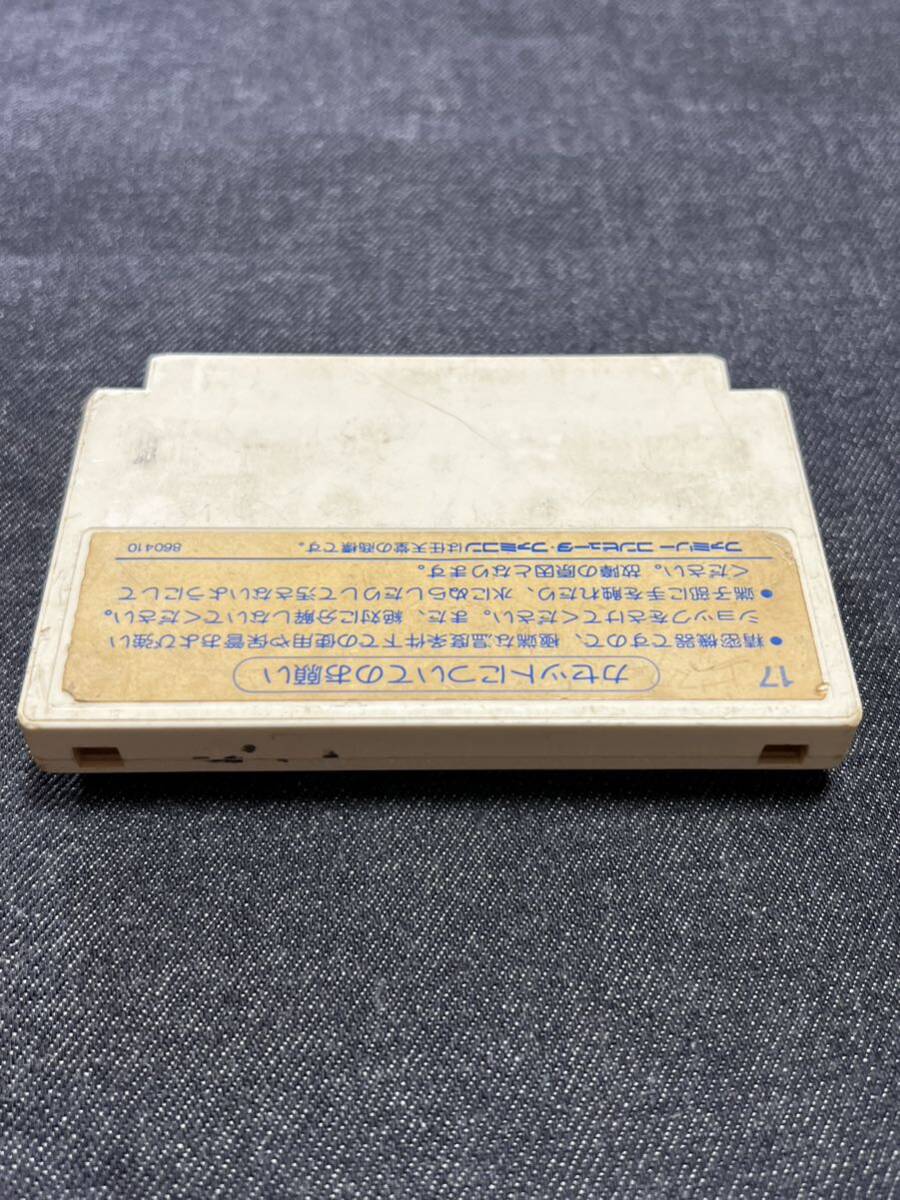 17
カセットについてのお願い
●精密機器ですので、極端な温度条件下での使用や保管および強い
ショックをさけてください。また、絶対に分解しないでください。
●端子部に手を触れたり、水にぬらしたりして汚さないようにして
ください。故障の原因となります。
ファミリーコンピュータ・ファミコンは任天堂の商標です。 860410